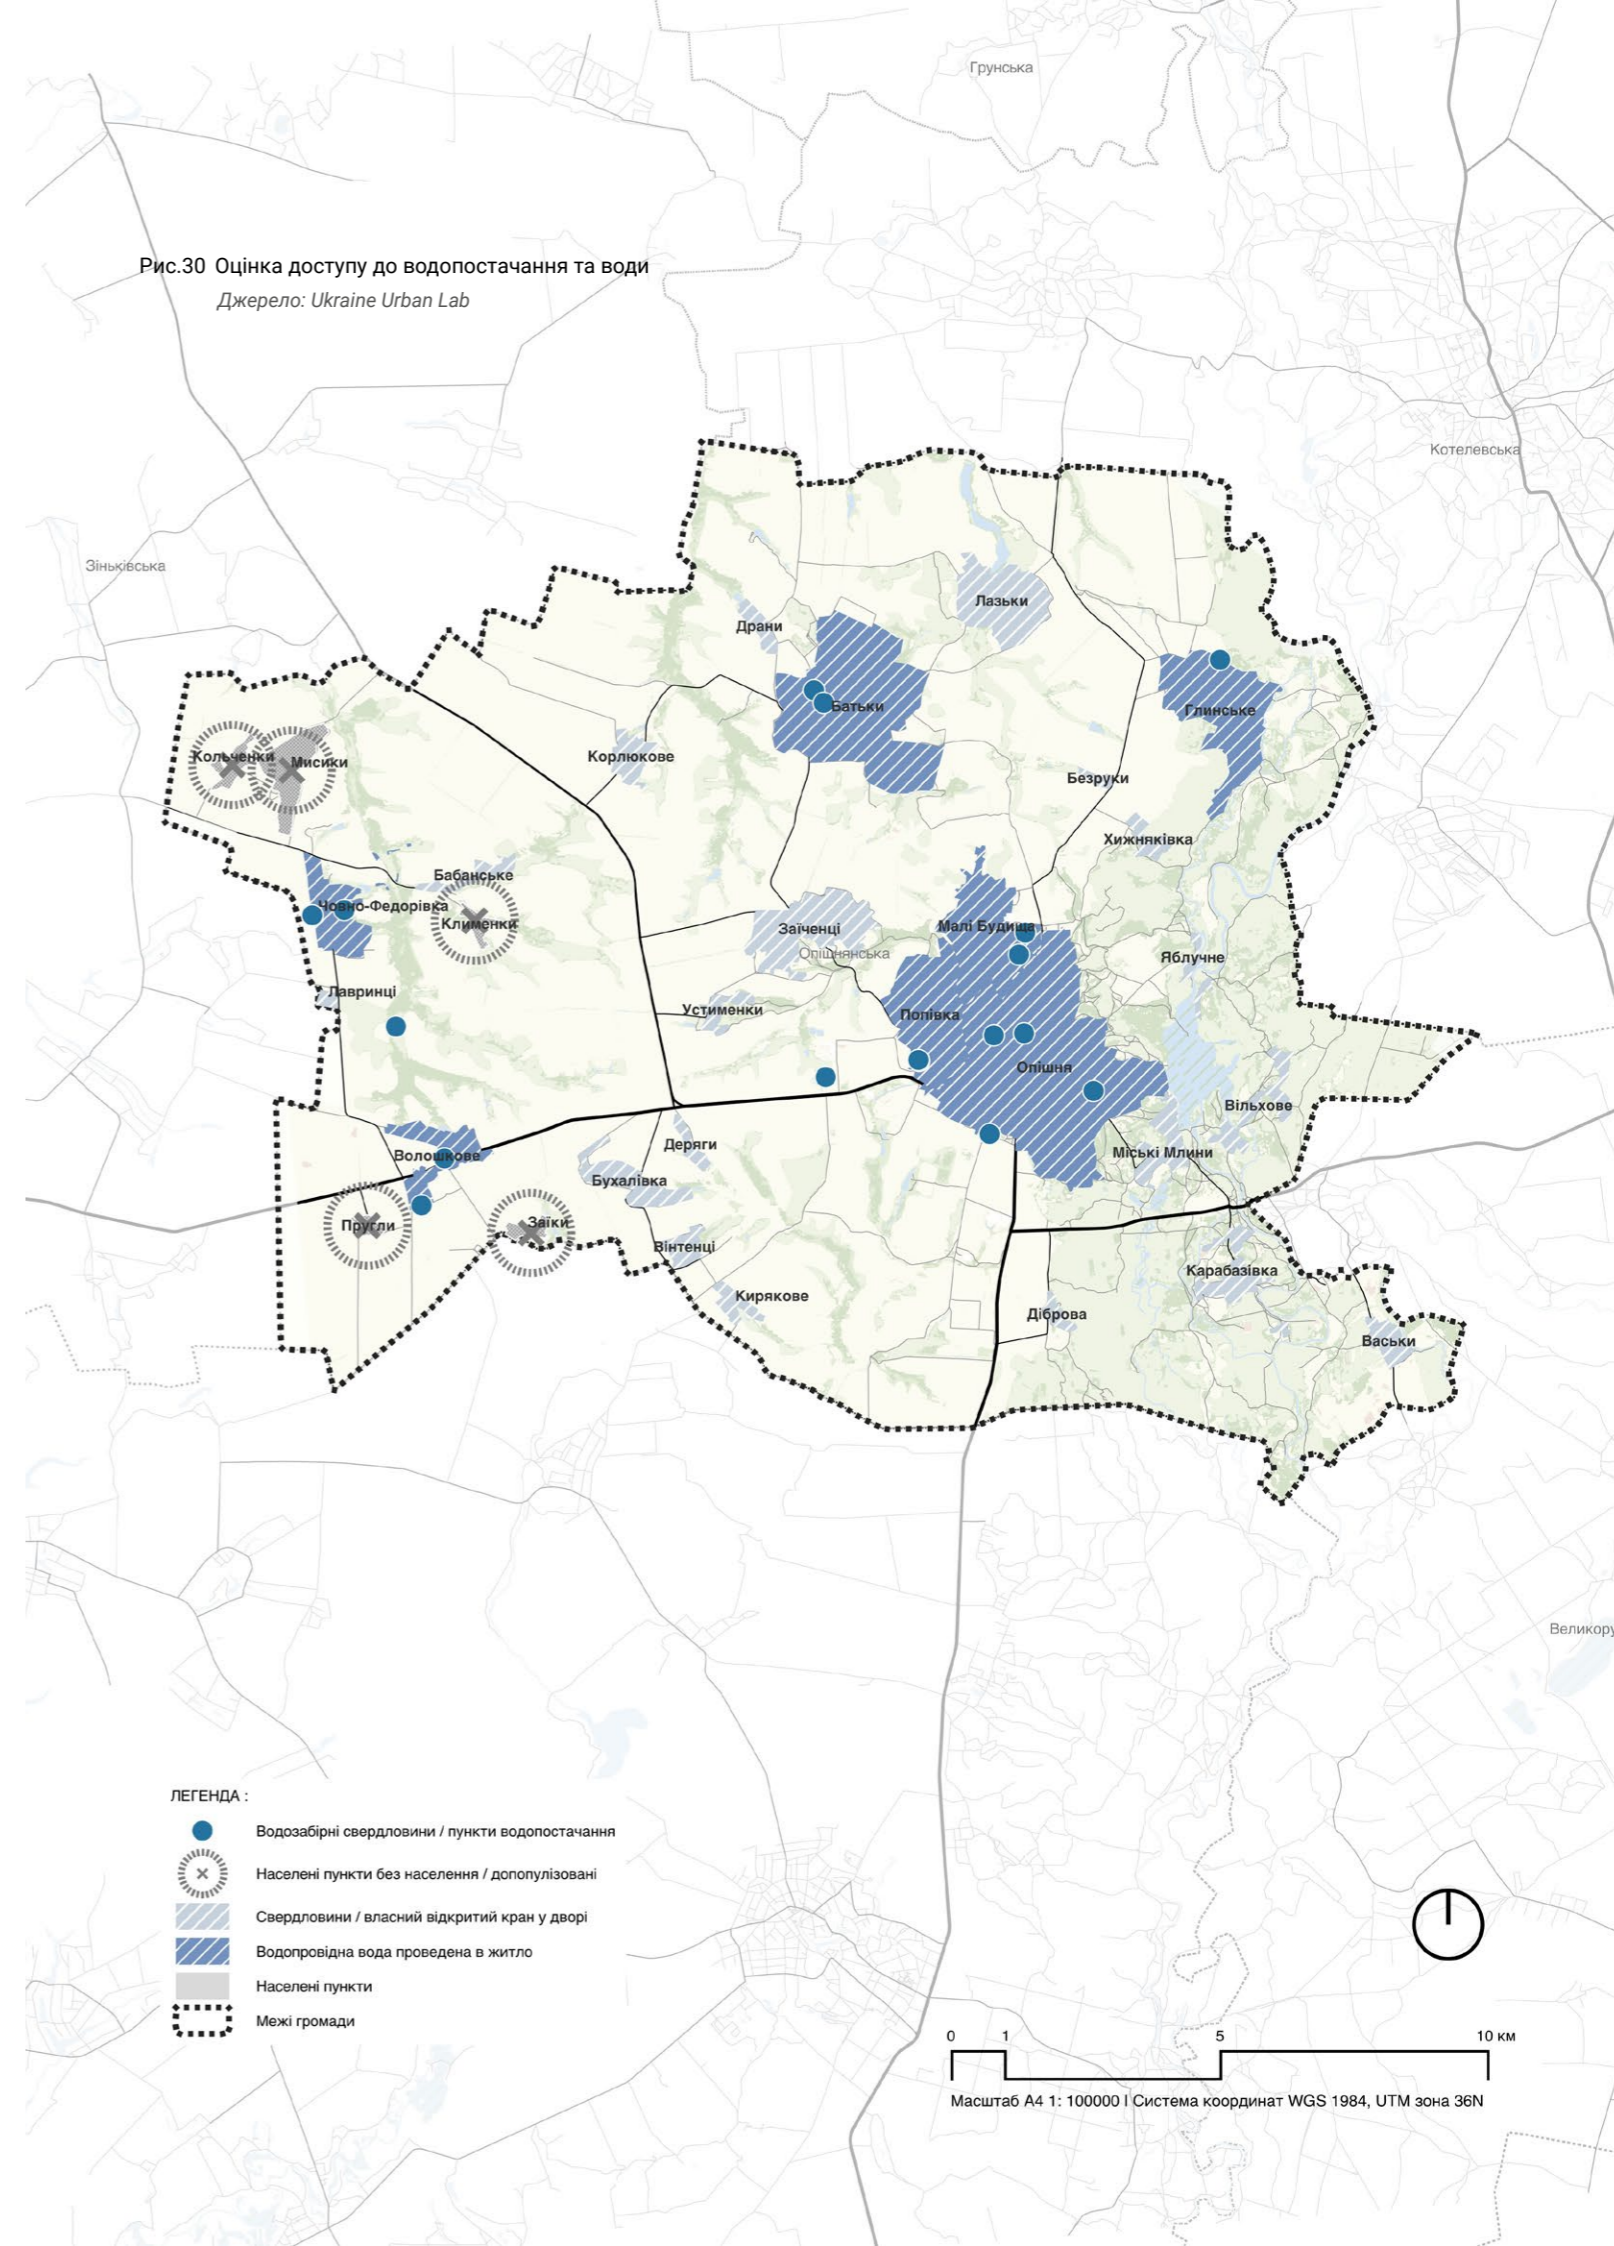 Грунська
Рис.30 Оцінка доступу до водопостачання та води
Джерело: Ukraine Urban Lab
Котелевська
Зіньківська
Лазьки
Драни
Батьки
Глинське
Корлюкове
Кольченки
Мисики
Безруки
Хижняківка
Бабанське
Човно-Федорівка
Клименки
Заїченці
Малі Будища
Опішнянська
Яблучне
Лавринці
Устименки
Попівка
Опішня
Вільхове
Деряги
Волошкове
Міські Млини
Бухалівка
Пругли
Заїки
Вінтенці
Карабазівка
Кирякове
Діброва
Васьки
Великору
ЛЕГЕНДА :
Водозабірні свердловини / пункти водопостачання
Населені пункти без населення / допопулізовані
Свердловини / власний відкритий кран у дворі
Водопровідна вода проведена в житло
Населені пункти
Межі громади
0 1 5 10 км
Масштаб А4 1: 100000 | Система координат WGS 1984, UTM зона 36N